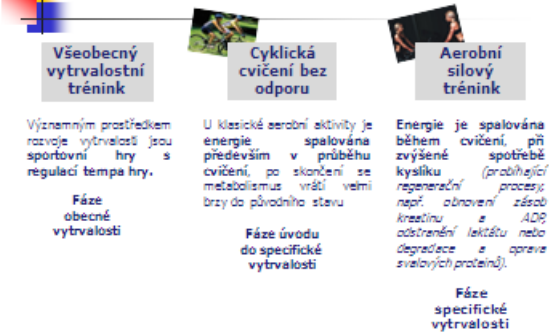 Všeobecný
vytrvalostní
trénink
Významným prostředkem
rozvoje vytrvalosti jsou
sportovní hry s
regulací tempa hry.
Fáze
obecné
vytrvalosti
Cyklická
cvičení bez
odporu
U klasické aerobní aktivity je
energie spalována
především v průběhu
cvičení, po skončení se
metabolismus vrátí velmi
brzy do původního stavu
Fáze úvodu
do specifické
vytrvalosti
Aerobní
silový
trénink
Energie je spalována
během cvičení, při
zvýšené spotřebě
kyslíku (probíhající
regenerační procesy,
např. obnovení zásob
kreatinu a ADP,
odstranění laktátu nebo
degradace a oprava
svalových proteinů).
Fáze
specifické
vytrvalosti